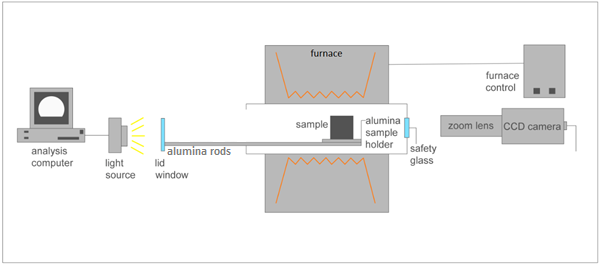 furnace
furnace
control
sample
alumina
sample
holder
zoom lens
CCD camera
analysis
computer
light
source
lid
window
alumina rods
safety
glass